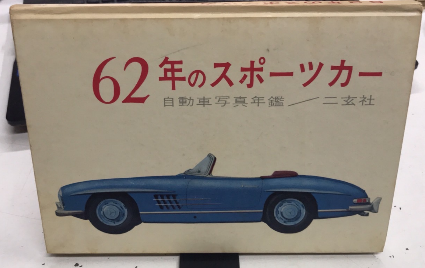 62年のスポーツカー
自動車写真年鑑／二玄社